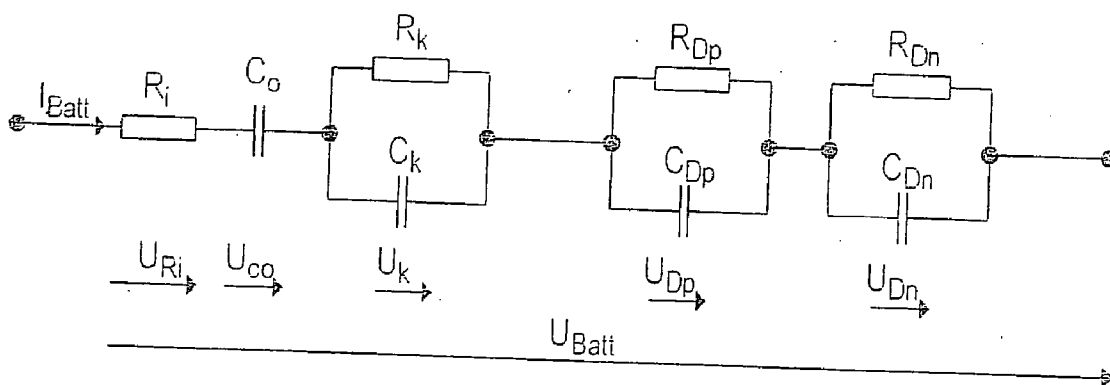 R_k
R_Dp
R_Dn
I_Batt
R_i
C_o
C_k
C_Dp
C_Dn
U_Ri
U_co
U_k
U_Dp
U_Dn
U_Batt